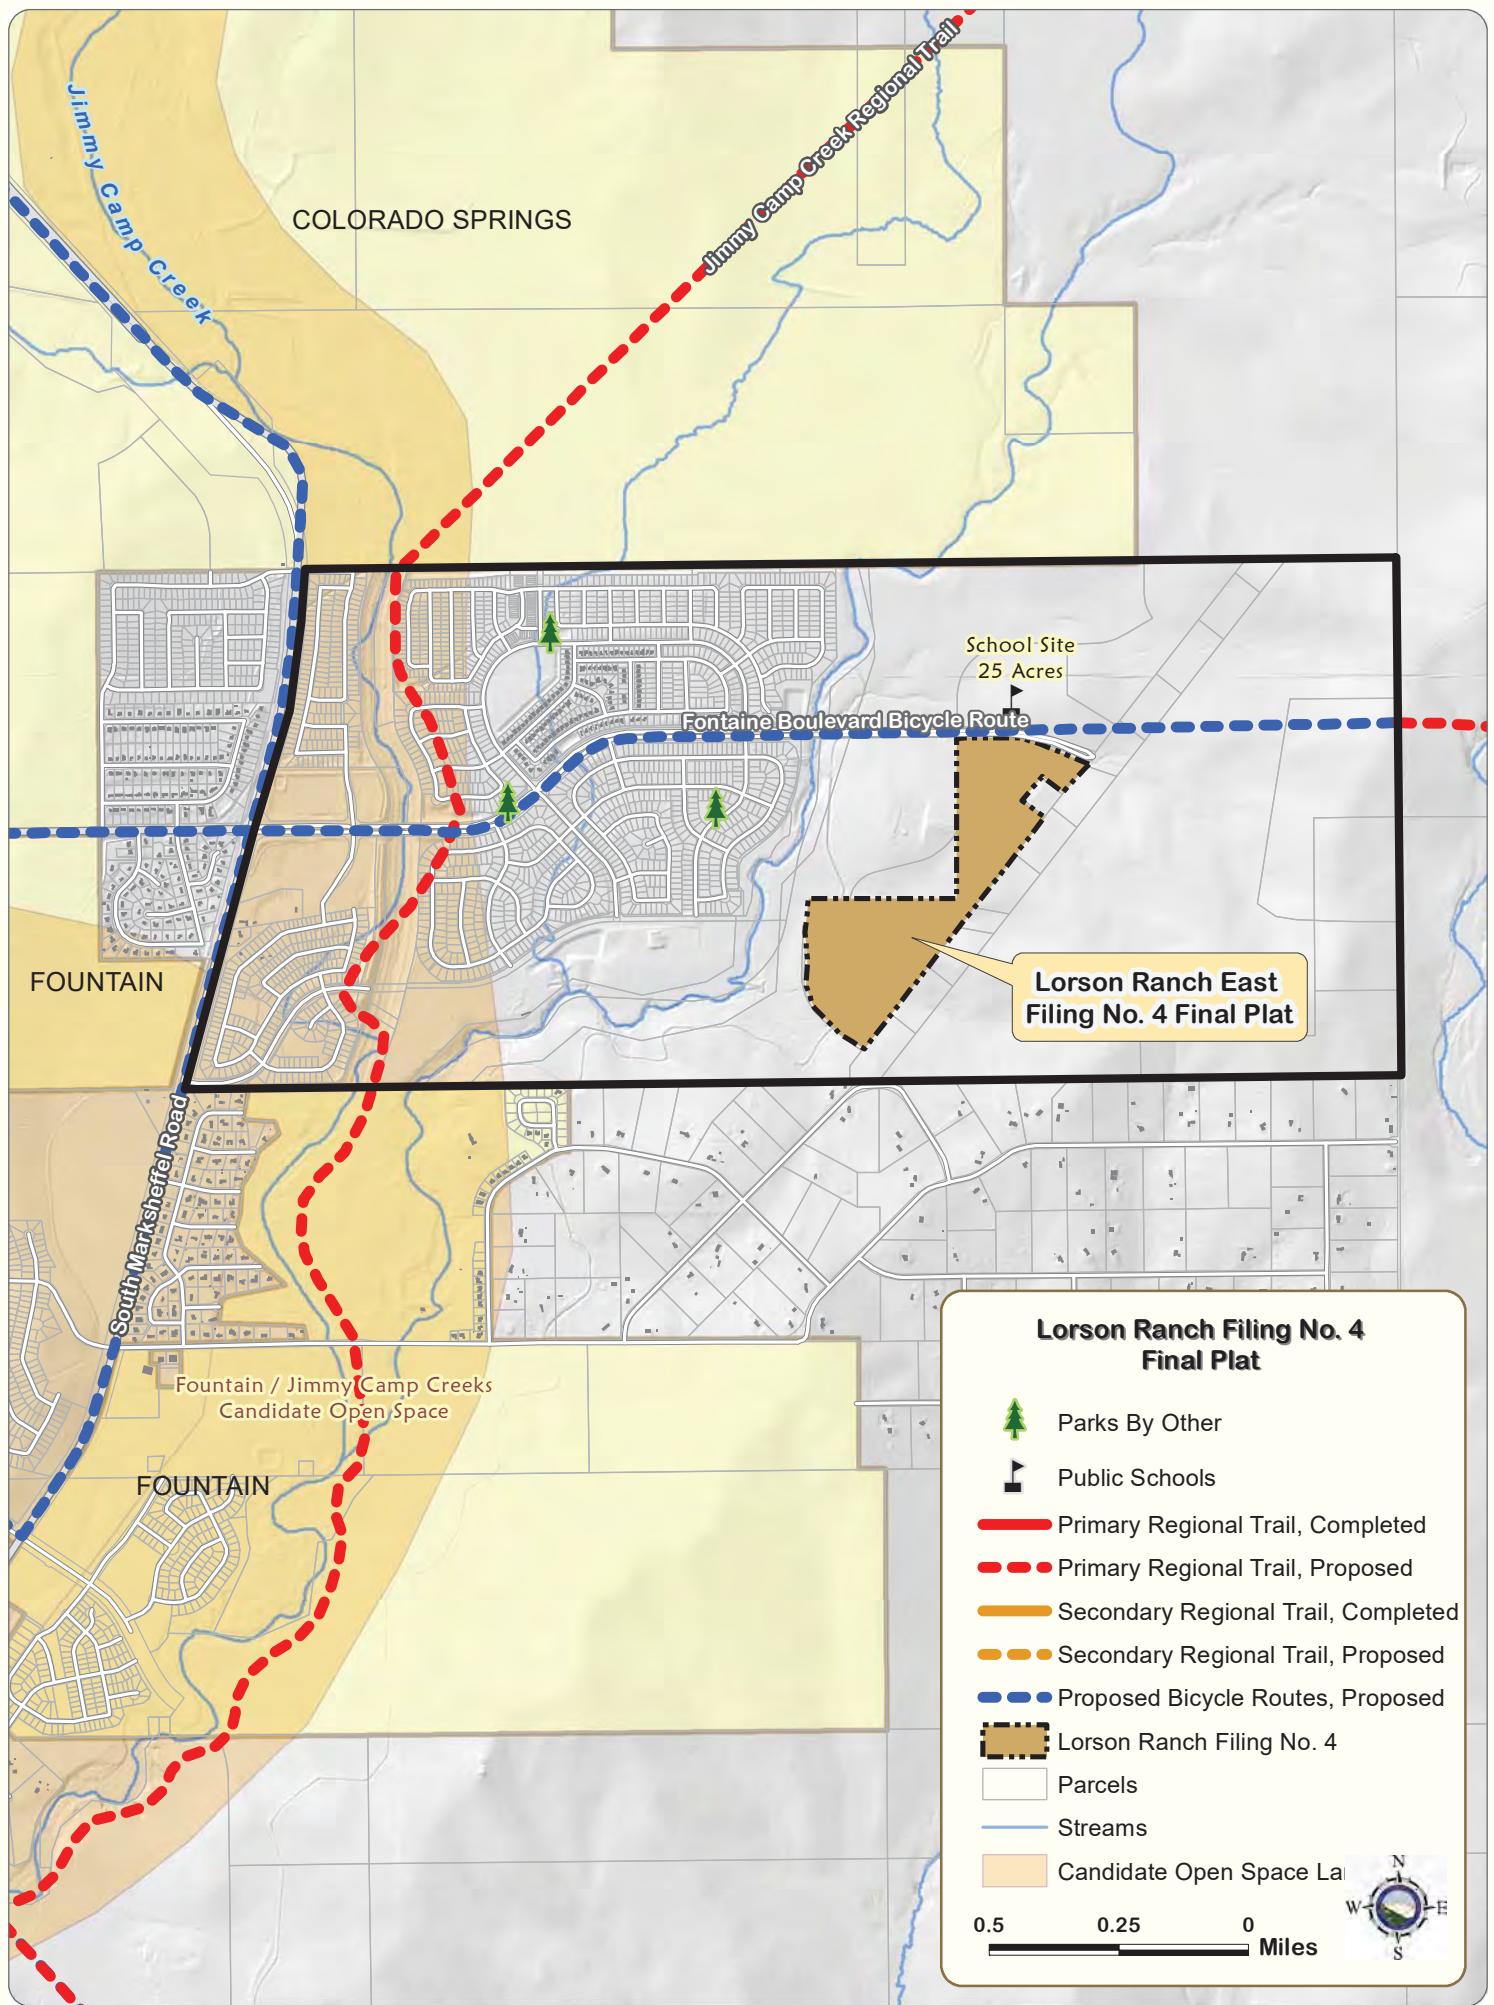 Jimmy Camp Creek Regional Trail
Jimmy Camp Creek
COLORADO SPRINGS
School Site
25 Acres
Fontaine Boulevard Bicycle Route
FOUNTAIN
Lorson Ranch East
Filing No. 4 Final Plat
South Marksheffel Road
Fountain / Jimmy Camp Creeks
Candidate Open Space
FOUNTAIN
Lorson Ranch Filing No. 4
Final Plat
Parks By Other
Public Schools
Primary Regional Trail, Completed
Primary Regional Trail, Proposed
Secondary Regional Trail, Completed
Secondary Regional Trail, Proposed
Proposed Bicycle Routes, Proposed
Lorson Ranch Filing No. 4
Parcels
Streams
Candidate Open Space La
N
W E
S
0.5 0.25 0
Miles